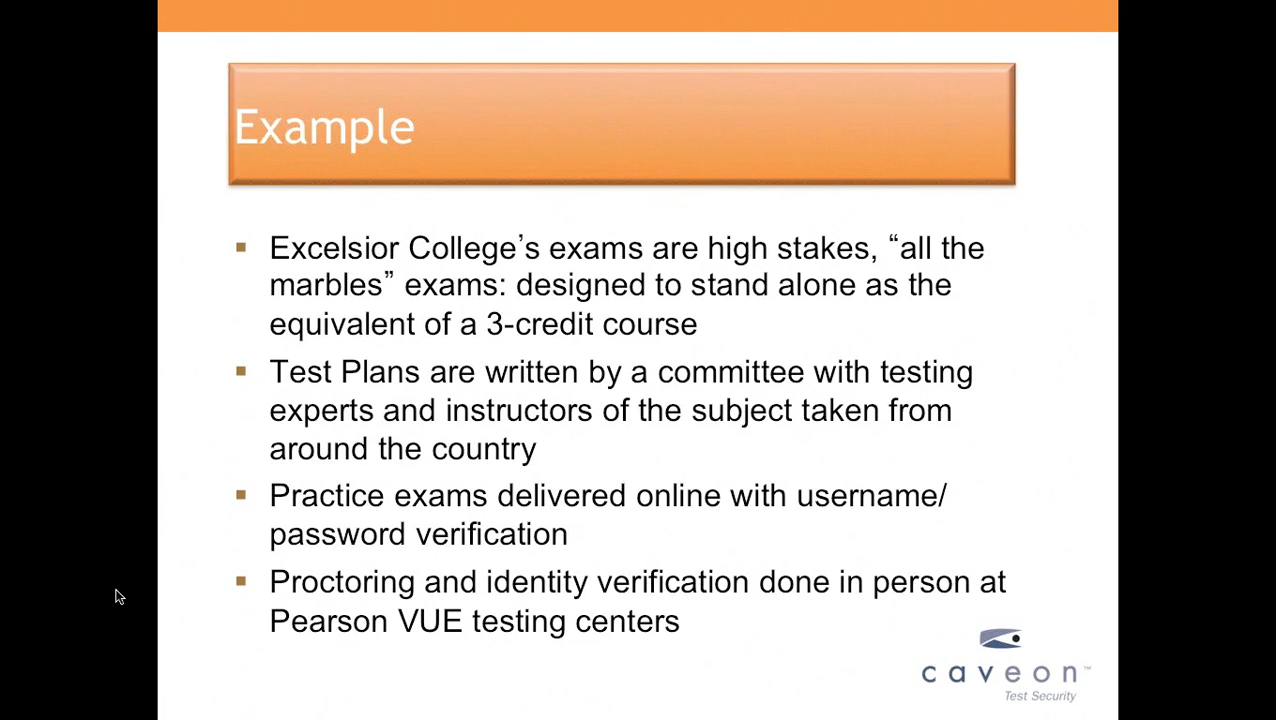 Example
▪ Excelsior College’s exams are high stakes, “all the
marbles” exams: designed to stand alone as the
equivalent of a 3-credit course
▪ Test Plans are written by a committee with testing
experts and instructors of the subject taken from
around the country
▪ Practice exams delivered online with username/
password verification
▪ Proctoring and identity verification done in person at
Pearson VUE testing centers
caveon™
Test Security